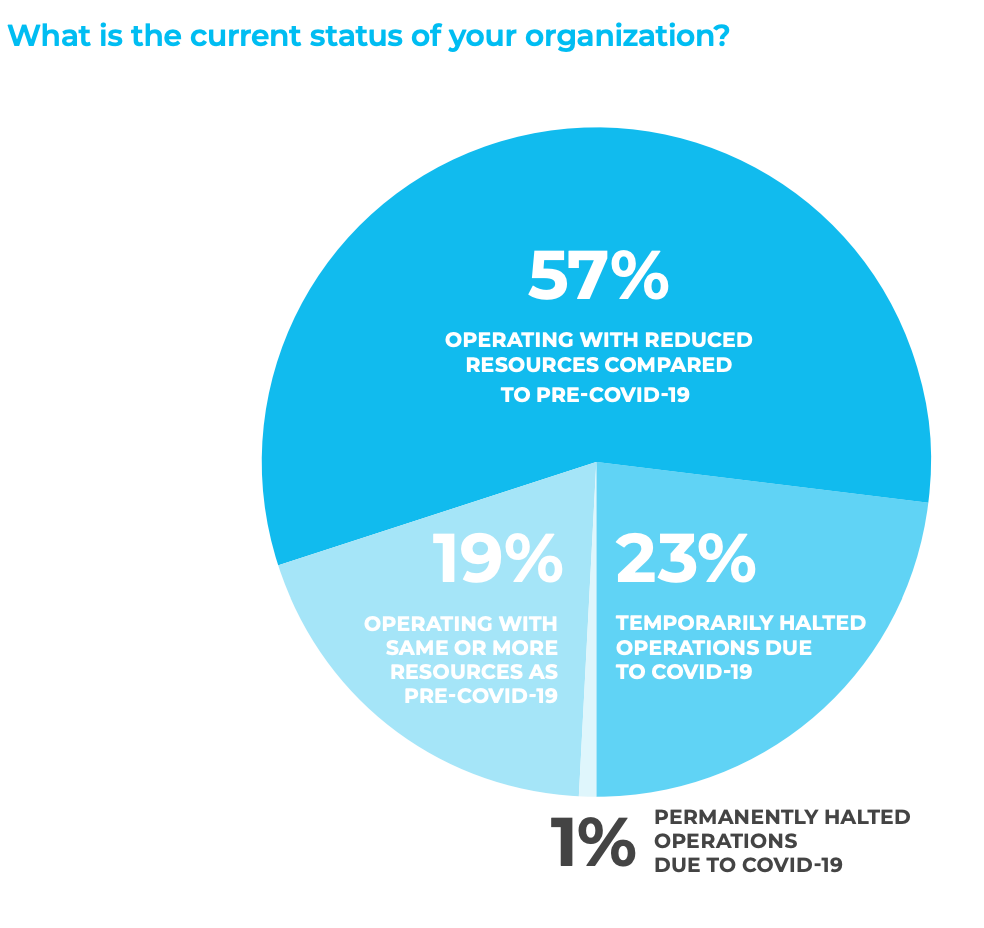 What is the current status of your organization?
57%
OPERATING WITH REDUCED
RESOURCES COMPARED
TO PRE-COVID-19
19%
OPERATING WITH
SAME OR MORE
RESOURCES AS
PRE-COVID-19
23%
TEMPORARILY HALTED
OPERATIONS DUE
TO COVID-19
1%
PERMANENTLY HALTED
OPERATIONS
DUE TO COVID-19